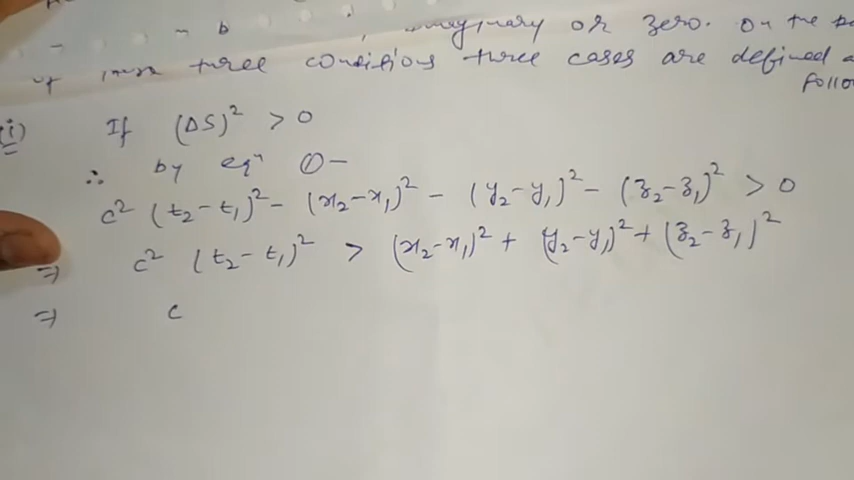 imaginary or zero. On the
three conditions three cases are defined
follo
(i) If (ΔS)² > 0
∴ by eqⁿ ①—
c² (t₂-t₁)² - (x₂-x₁)² - (y₂-y₁)² - (z₂-z₁)² > 0
⇒ c² (t₂-t₁)² > (x₂-x₁)² + (y₂-y₁)² + (z₂-z₁)²
⇒ c